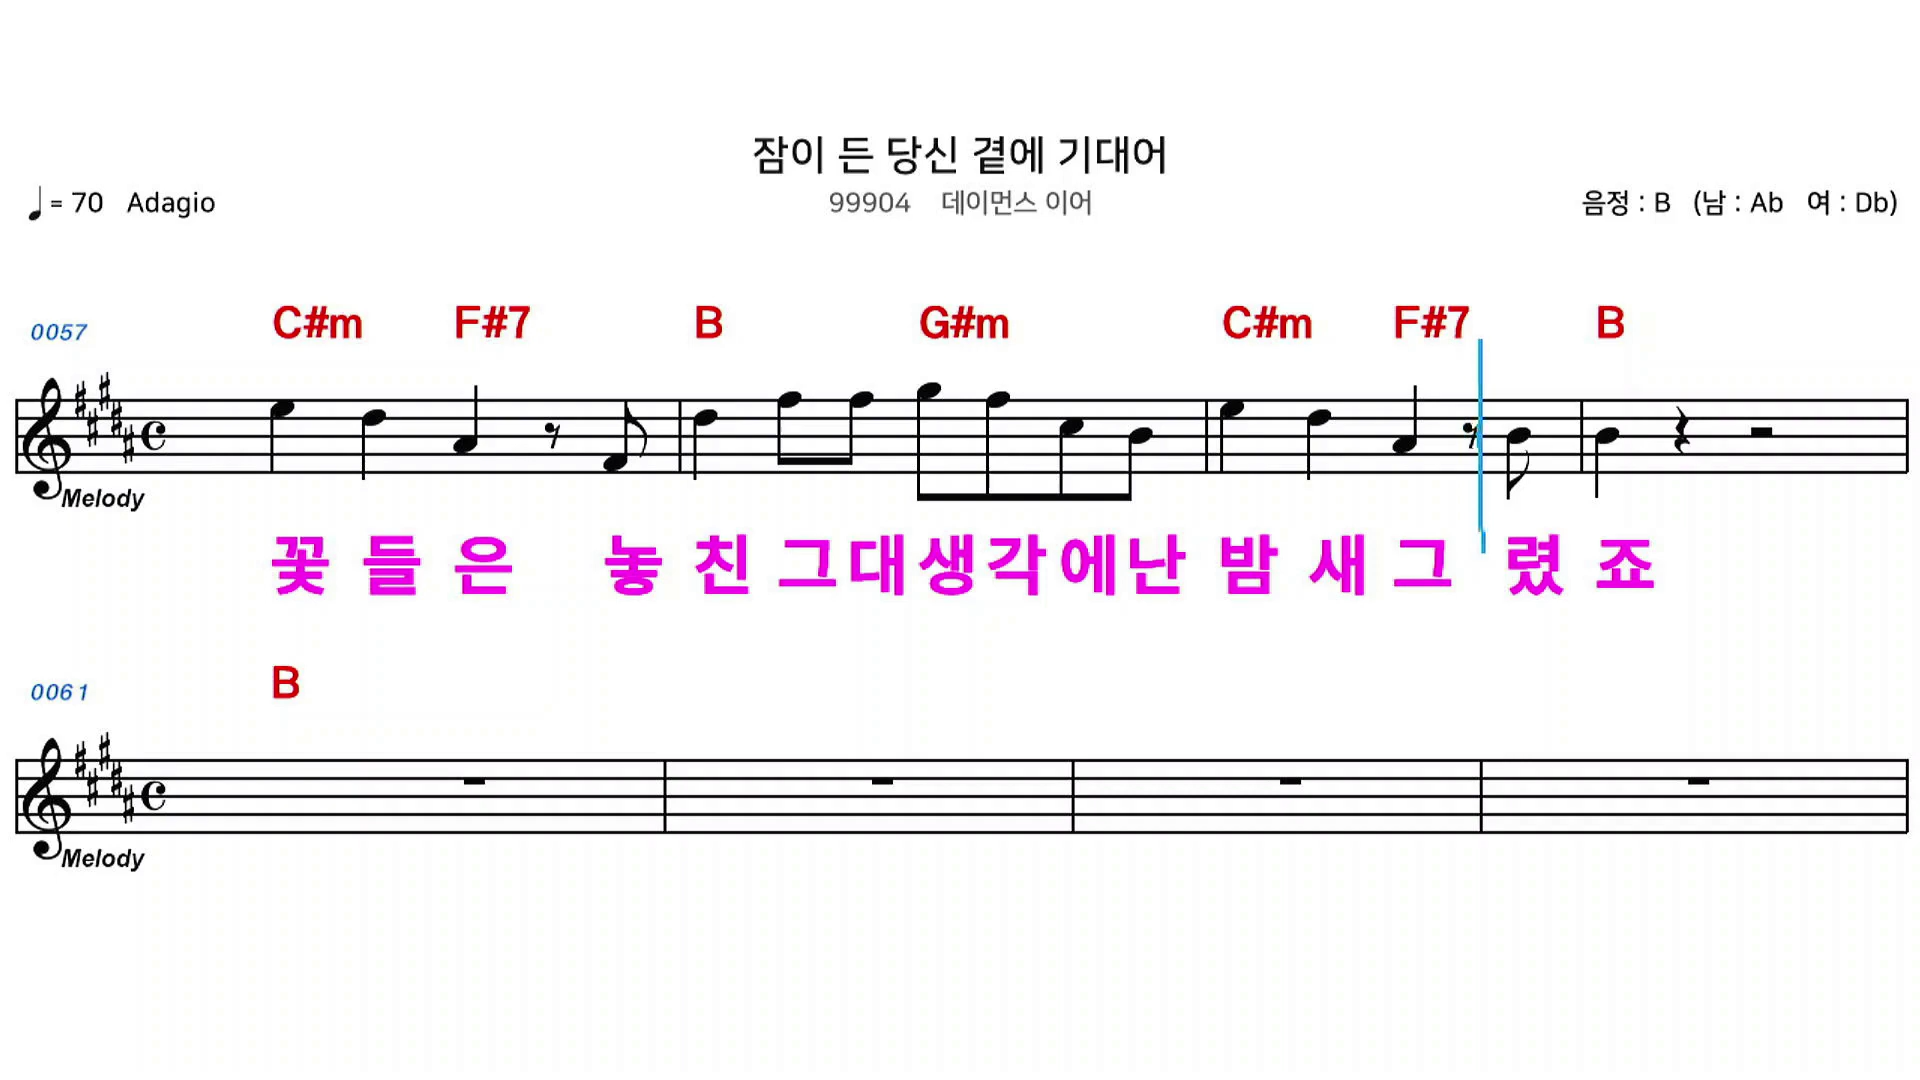 잠이 든 당신 곁에 기대어
♩= 70 Adagio
99904 데이먼스 이어
음정 : B (남 : Ab 여 : Db)
0057
C#m F#7 B G#m C#m F#7 B
Melody
꽃 들 은 놓 친 그대생각에난 밤 새 그 렸 죠
0061
B
Melody